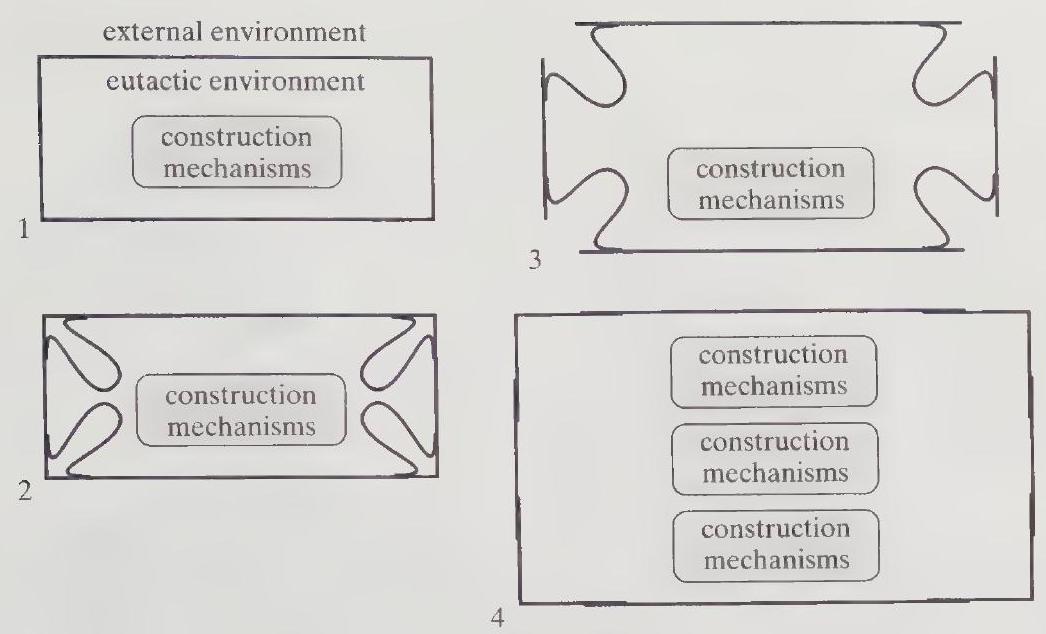 external environment
eutactic environment
construction
mechanisms
1
construction
mechanisms
2
construction
mechanisms
3
construction
mechanisms
construction
mechanisms
construction
mechanisms
4